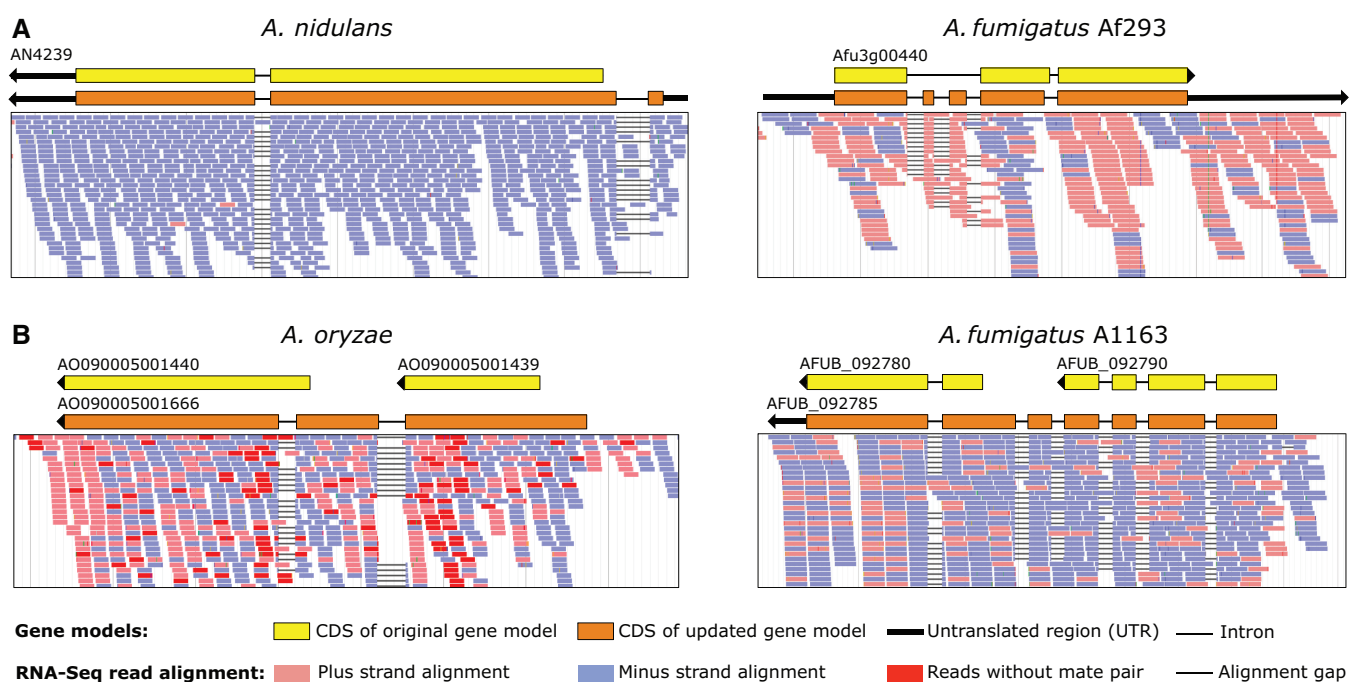 A
A. nidulans
A. fumigatus Af293
AN4239
Afu3g00440
B
A. oryzae
A. fumigatus A1163
AO090005001440
AO090005001439
AFUB_092780
AFUB_092790
AO090005001666
AFUB_092785
Gene models: CDS of original gene model CDS of updated gene model Untranslated region (UTR) Intron
RNA-Seq read alignment: Plus strand alignment Minus strand alignment Reads without mate pair Alignment gap